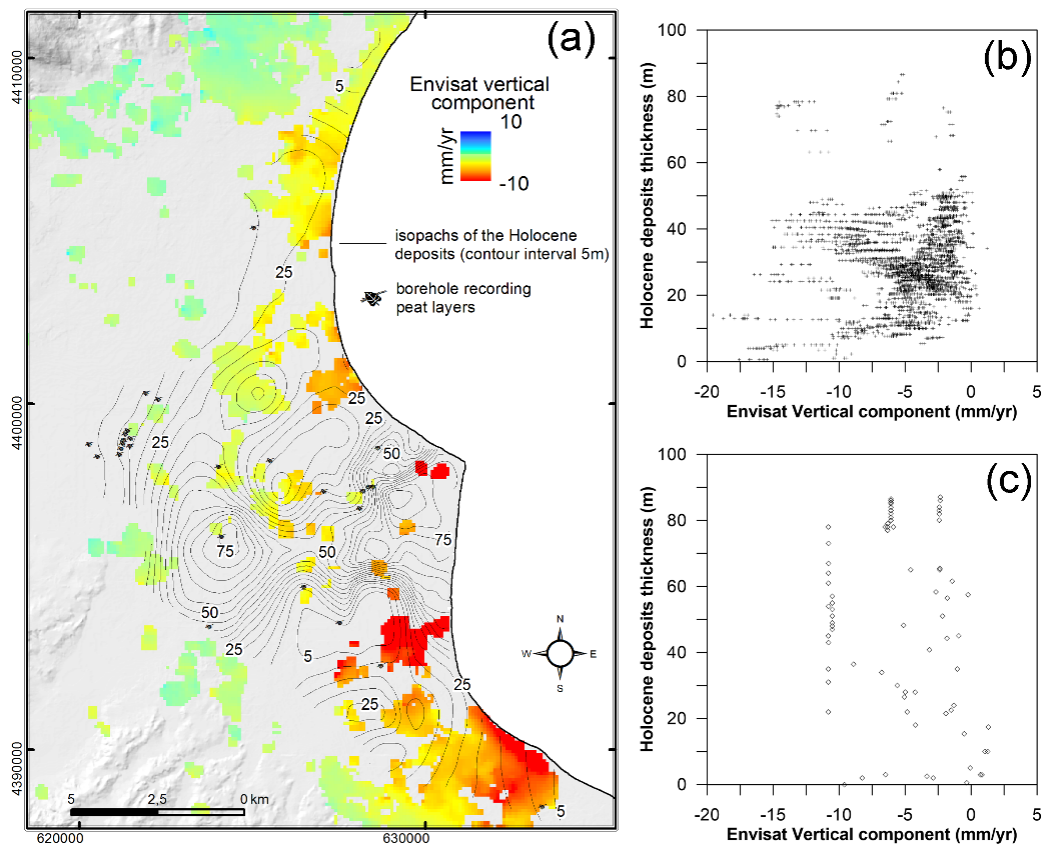 (a)
Envisat vertical
component
mm/yr
10
-10
isopachs of the Holocene
deposits (contour interval 5m)
borehole recording
peat layers
4410000
4400000
4390000
5
25
25
25
25
50
75
50
75
50
25
5
25
25
5
N
W
E
S
5
2,5
0 km
620000
630000
(b)
Holocene deposits thickness (m)
100
80
60
40
20
0
-20
-15
-10
-5
0
5
Envisat Vertical component (mm/yr)
(c)
Holocene deposits thickness (m)
100
80
60
40
20
0
-20
-15
-10
-5
0
5
Envisat Vertical component (mm/yr)